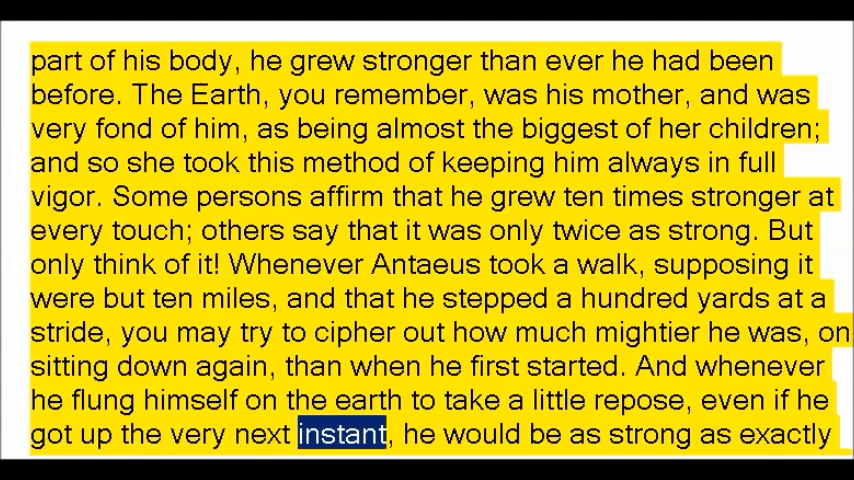 part of his body, he grew stronger than ever he had been
before. The Earth, you remember, was his mother, and was
very fond of him, as being almost the biggest of her children;
and so she took this method of keeping him always in full
vigor. Some persons affirm that he grew ten times stronger at
every touch; others say that it was only twice as strong. But
only think of it! Whenever Antaeus took a walk, supposing it
were but ten miles, and that he stepped a hundred yards at a
stride, you may try to cipher out how much mightier he was, on
sitting down again, than when he first started. And whenever
he flung himself on the earth to take a little repose, even if he
got up the very next instant, he would be as strong as exactly